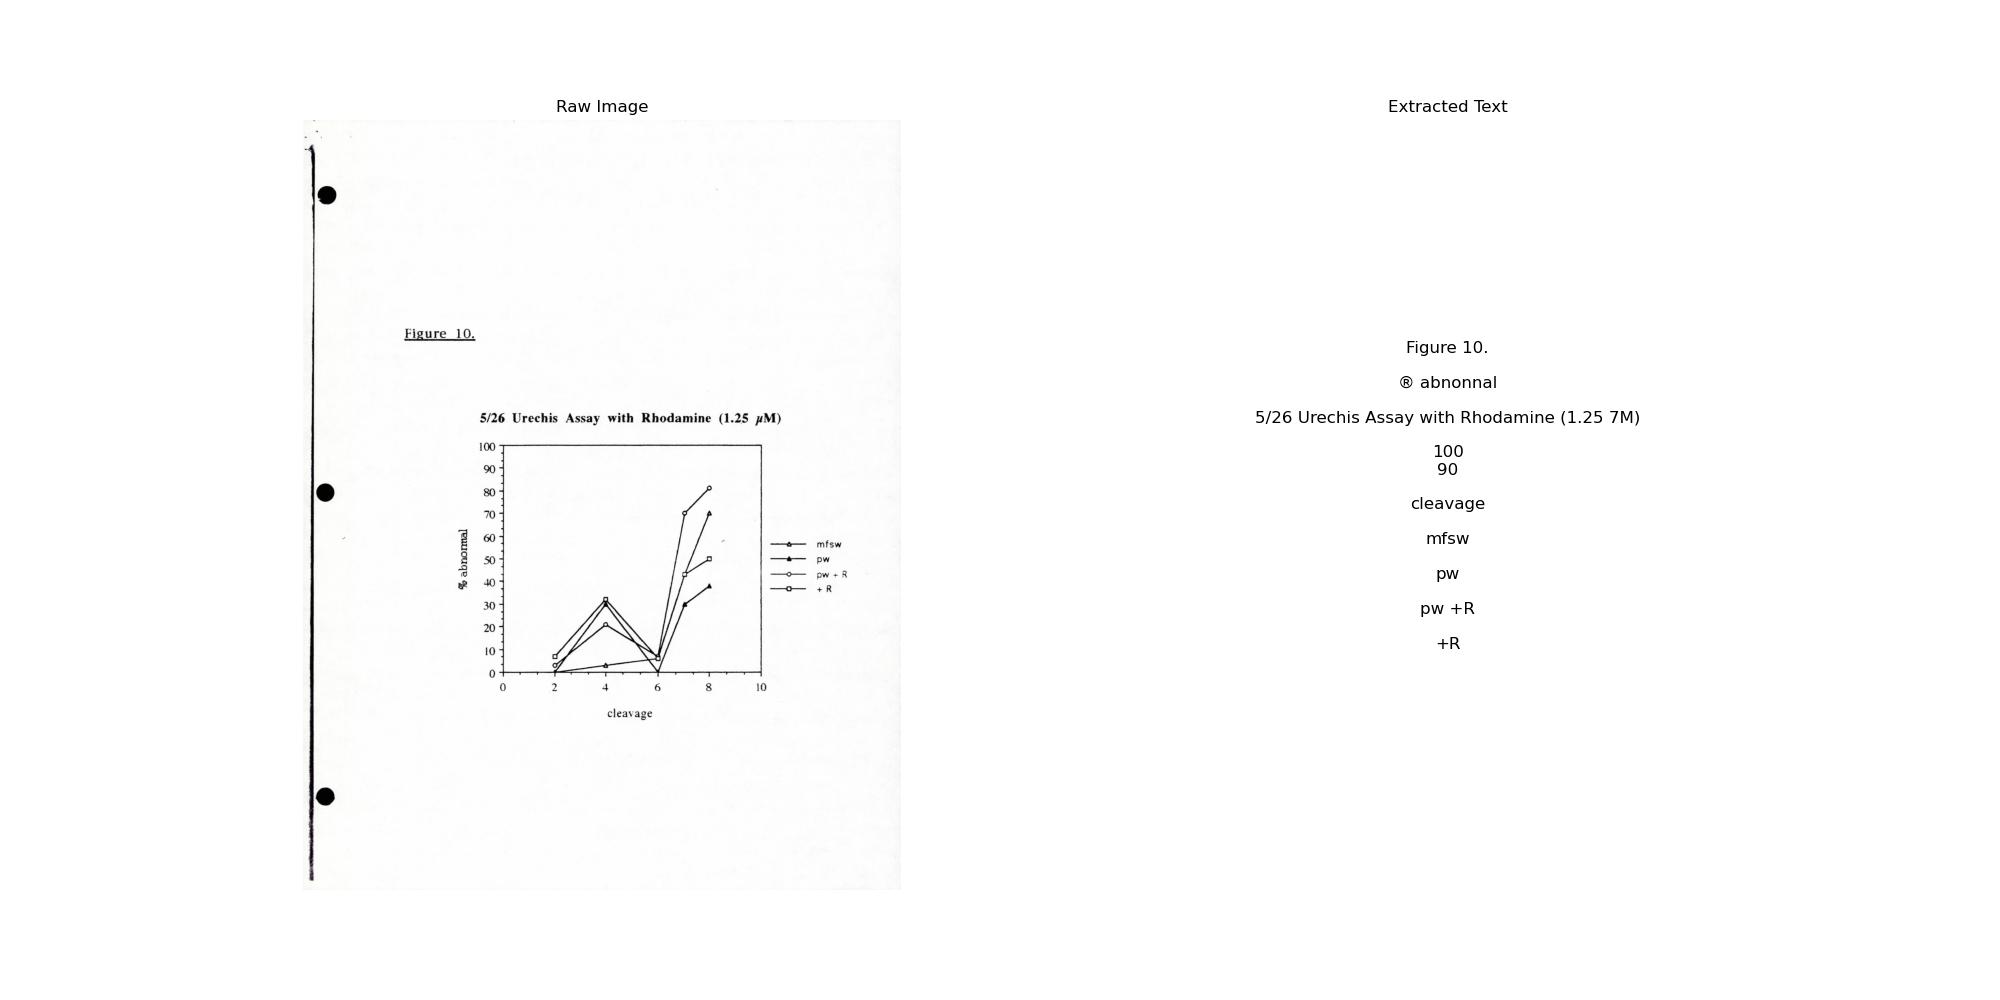 Raw Image
Figure 10.
5/26 Urechis Assay with Rhodamine (1.25 µM)
100
90
80
70
60
50
40
30
20
10
0
% abnormal
0 2 4 6 8 10
cleavage
mfsw
pw
pw + R
+ R
Extracted Text
Figure 10.
® abnonnal
5/26 Urechis Assay with Rhodamine (1.25 7M)
100
90
cleavage
mfsw
pw
pw +R
+R